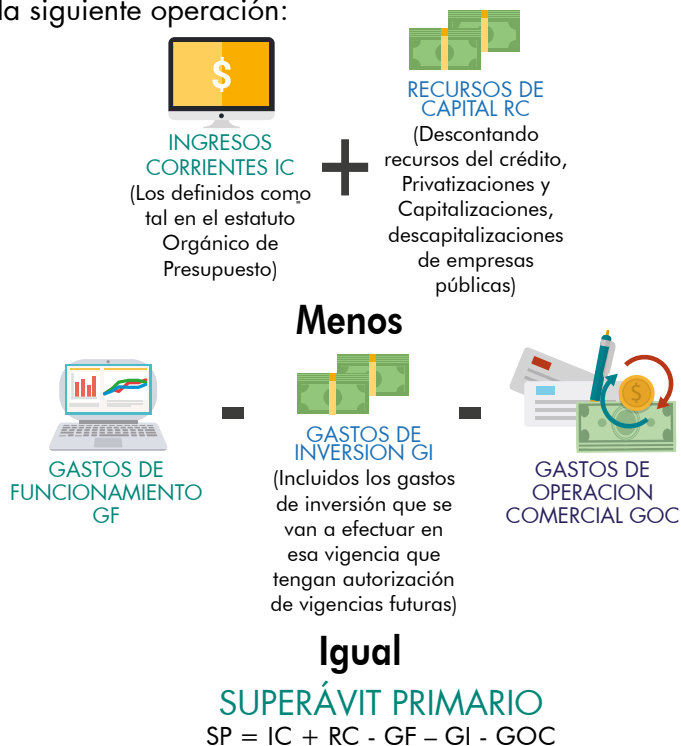 la siguiente operación:
$
INGRESOS
CORRIENTES IC
(Los definidos como
tal en el estatuto
Orgánico de
Presupuesto)
+
RECURSOS DE
CAPITAL RC
(Descontando
recursos del crédito,
Privatizaciones y
Capitalizaciones,
descapitalizaciones
de empresas
públicas)
Menos
GASTOS DE
FUNCIONAMIENTO
GF
-
GASTOS DE
INVERSION GI
(Incluidos los gastos
de inversión que se
van a efectuar en
esa vigencia que
tengan autorización
de vigencias futuras)
-
$
GASTOS DE
OPERACION
COMERCIAL GOC
Igual
SUPERÁVIT PRIMARIO
SP = IC + RC - GF – GI - GOC